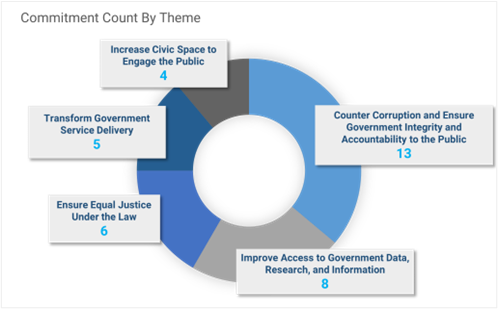 Commitment Count By Theme
Increase Civic Space to
Engage the Public
4
Transform Government
Service Delivery
5
Counter Corruption and Ensure
Government Integrity and
Accountability to the Public
13
Ensure Equal Justice
Under the Law
6
Improve Access to Government Data,
Research, and Information
8